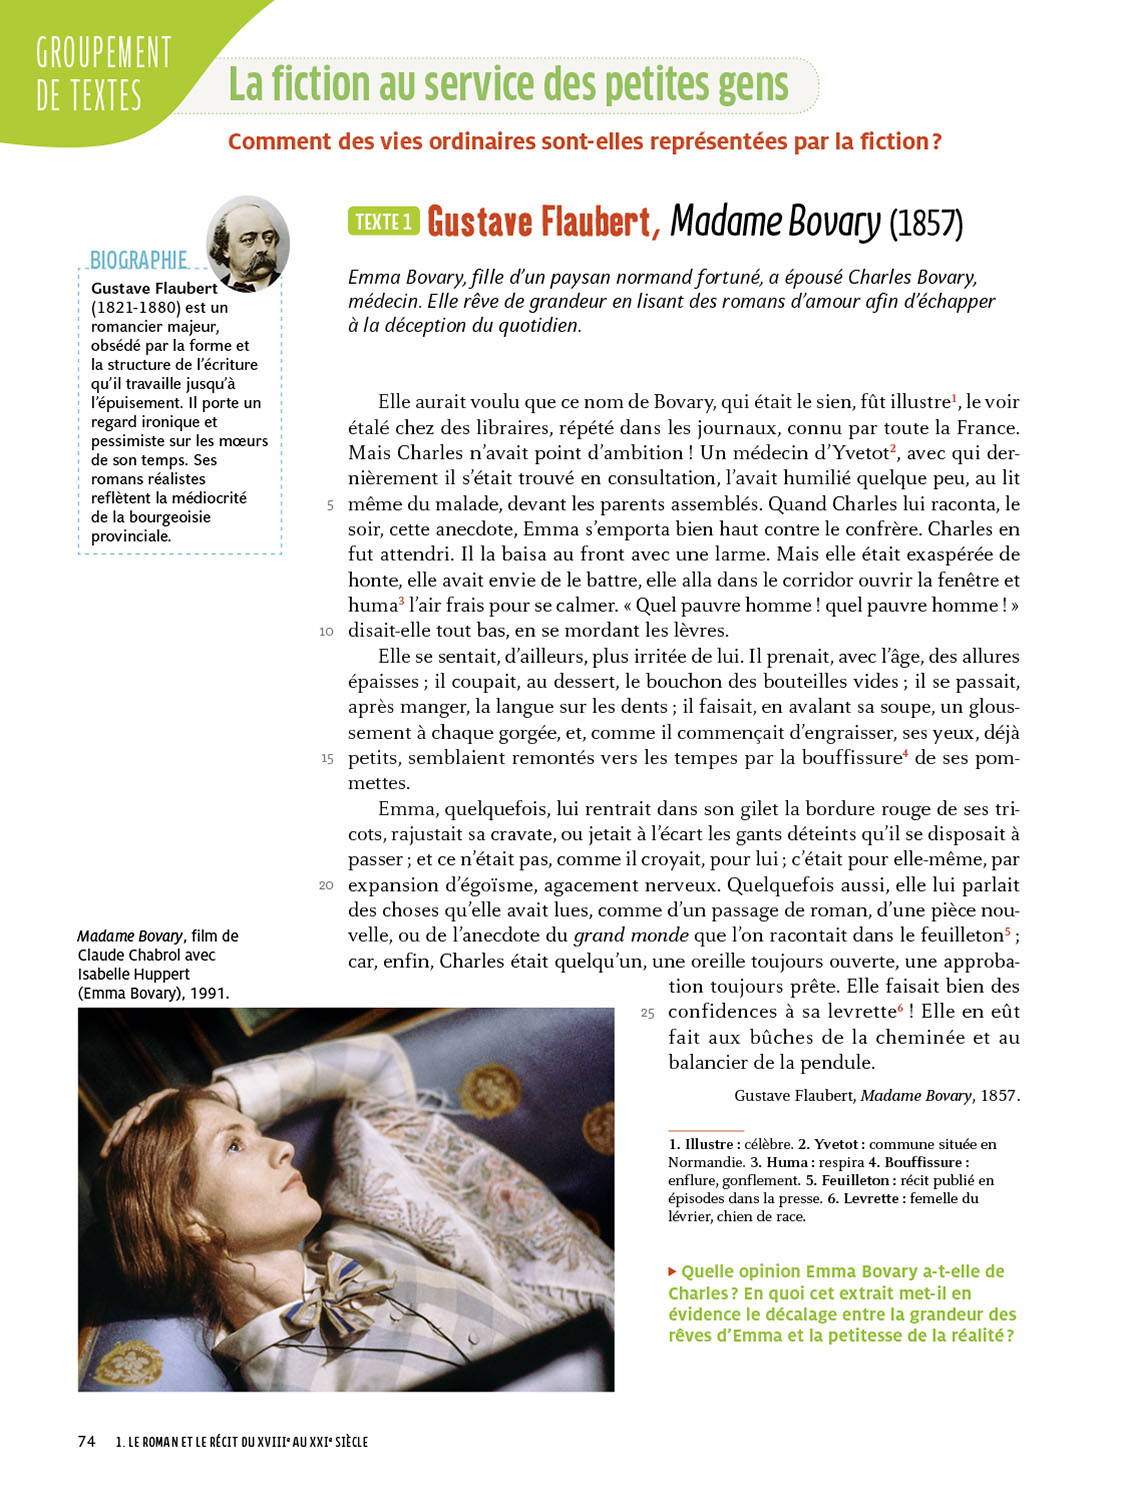 GROUPEMENT
DE TEXTES
La fiction au service des petites gens
Comment des vies ordinaires sont-elles représentées par la fiction ?
BIOGRAPHIE
Gustave Flaubert
(1821-1880) est un
romancier majeur,
obsédé par la forme et
la structure de l’écriture
qu’il travaille jusqu’à
l’épuisement. Il porte un
regard ironique et
pessimiste sur les mœurs
de son temps. Ses
romans réalistes
reflètent la médiocrité
de la bourgeoisie
provinciale.
TEXTE 1 Gustave Flaubert, Madame Bovary (1857)
Emma Bovary, fille d’un paysan normand fortuné, a épousé Charles Bovary,
médecin. Elle rêve de grandeur en lisant des romans d’amour afin d’échapper
à la déception du quotidien.
Elle aurait voulu que ce nom de Bovary, qui était le sien, fût illustre1, le voir
étalé chez des libraires, répété dans les journaux, connu par toute la France.
Mais Charles n’avait point d’ambition ! Un médecin d’Yvetot2, avec qui der-
nièrement il s’était trouvé en consultation, l’avait humilié quelque peu, au lit
5 même du malade, devant les parents assemblés. Quand Charles lui raconta, le
soir, cette anecdote, Emma s’emporta bien haut contre le confrère. Charles en
fut attendri. Il la baisa au front avec une larme. Mais elle était exaspérée de
honte, elle avait envie de le battre, elle alla dans le corridor ouvrir la fenêtre et
huma3 l’air frais pour se calmer. « Quel pauvre homme ! quel pauvre homme ! »
10 disait-elle tout bas, en se mordant les lèvres.
Elle se sentait, d’ailleurs, plus irritée de lui. Il prenait, avec l’âge, des allures
épaisses ; il coupait, au dessert, le bouchon des bouteilles vides ; il se passait,
après manger, la langue sur les dents ; il faisait, en avalant sa soupe, un glous-
sement à chaque gorgée, et, comme il commençait d’engraisser, ses yeux, déjà
15 petits, semblaient remontés vers les tempes par la bouffissure4 de ses pom-
mettes.
Emma, quelquefois, lui rentrait dans son gilet la bordure rouge de ses tri-
cots, rajustait sa cravate, ou jetait à l’écart les gants déteints qu’il se disposait à
passer ; et ce n’était pas, comme il croyait, pour lui ; c’était pour elle-même, par
20 expansion d’égoïsme, agacement nerveux. Quelquefois aussi, elle lui parlait
des choses qu’elle avait lues, comme d’un passage de roman, d’une pièce nou-
velle, ou de l’anecdote du grand monde que l’on racontait dans le feuilleton5 ;
car, enfin, Charles était quelqu’un, une oreille toujours ouverte, une approba-
tion toujours prête. Elle faisait bien des
25 confidences à sa levrette6 ! Elle en eût
fait aux bûches de la cheminée et au
balancier de la pendule.
Gustave Flaubert, Madame Bovary, 1857.
Madame Bovary, film de
Claude Chabrol avec
Isabelle Huppert
(Emma Bovary), 1991.
1. Illustre : célèbre. 2. Yvetot : commune située en
Normandie. 3. Huma : respira 4. Bouffissure :
enflure, gonflement. 5. Feuilleton : récit publié en
épisodes dans la presse. 6. Levrette : femelle du
lévrier, chien de race.
▸ Quelle opinion Emma Bovary a-t-elle de
Charles ? En quoi cet extrait met-il en
évidence le décalage entre la grandeur des
rêves d’Emma et la petitesse de la réalité ?
74 1. LE ROMAN ET LE RÉCIT DU XVIIIe AU XXIe SIÈCLE